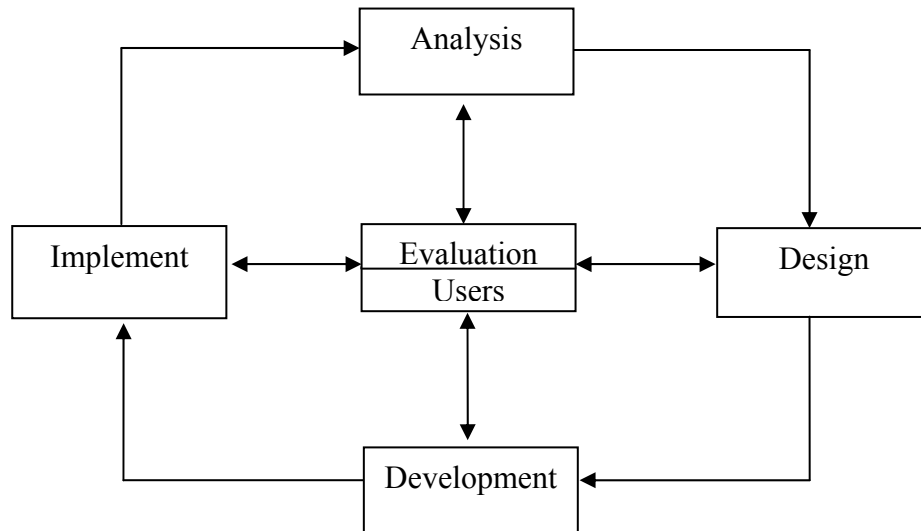 Analysis
Implement
Evaluation
Users
Design
Development